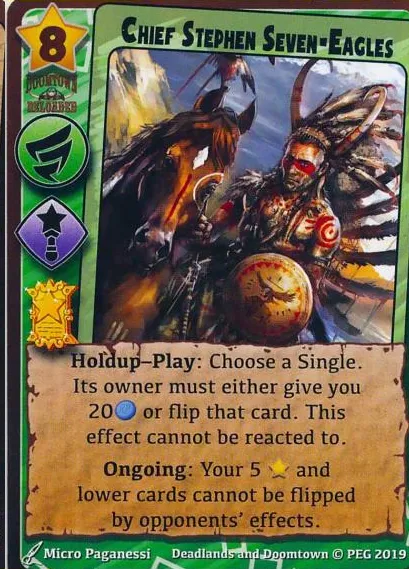 8
CHIEF STEPHEN SEVEN-EAGLES
DOOMTOWN
RELOADED
Holdup–Play: Choose a Single.
Its owner must either give you
20 or flip that card. This
effect cannot be reacted to.
Ongoing: Your 5 and
lower cards cannot be flipped
by opponents' effects.
Micro Paganessi Deadlands and Doomtown © PEG 2019